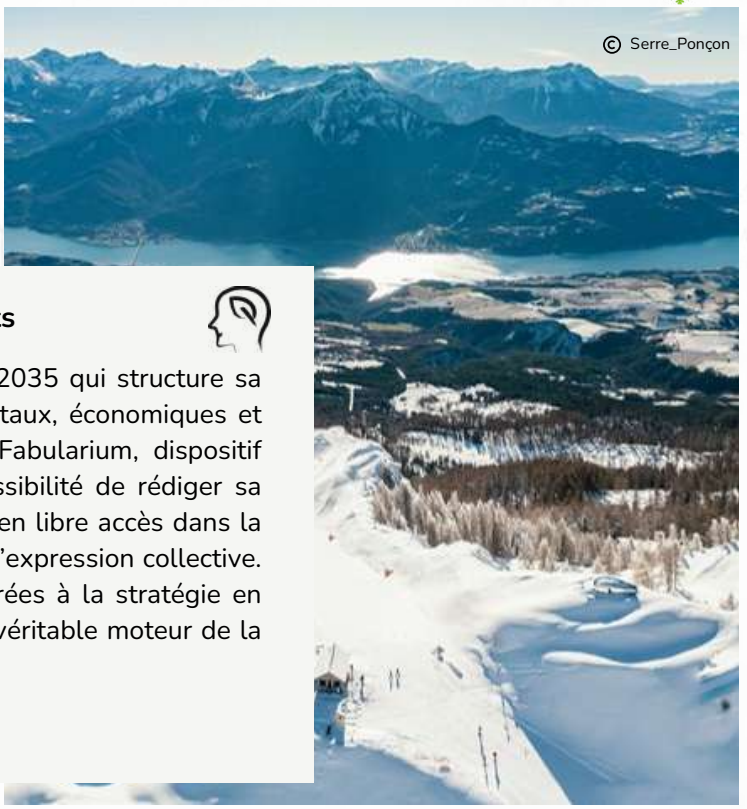 © Serre_Ponçon
2035 qui structure sa
taux, économiques et
Fabularium, dispositif
ssibilité de rédiger sa
en libre accès dans la
'expression collective.
rées à la stratégie en
véritable moteur de la